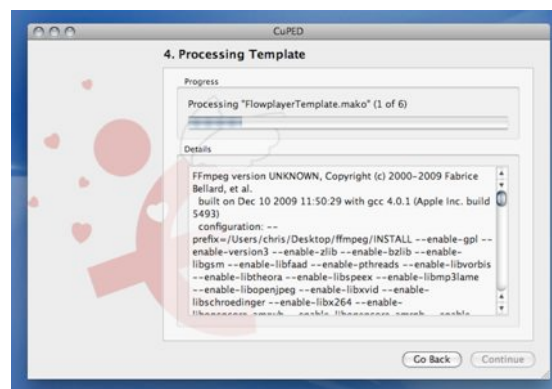 CuPED
4. Processing Template
Progress
Processing "FlowplayerTemplate.mako" (1 of 6)
Details
FFmpeg version UNKNOWN, Copyright (c) 2000-2009 Fabrice
Bellard, et al.
built on Dec 10 2009 11:50:29 with gcc 4.0.1 (Apple Inc. build
5493)
configuration: --
prefix=/Users/chris/Desktop/ffmpeg/INSTALL --enable-gpl --
enable-version3 --enable-zlib --enable-bzlib --enable-
libgsm --enable-libfaad --enable-pthreads --enable-libvorbis
--enable-libtheora --enable-libspeex --enable-libmp3lame
--enable-libopenjpeg --enable-libxvid --enable-
libschroedinger --enable-libx264 --enable-
Go Back
Continue